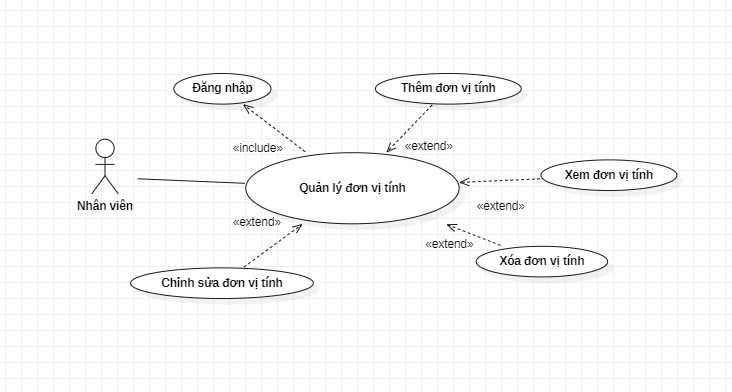 Đăng nhập
Thêm đơn vị tính
«include»
«extend»
Xem đơn vị tính
Quản lý đơn vị tính
Nhân viên
«extend»
«extend»
«extend»
Xóa đơn vị tính
Chỉnh sửa đơn vị tính